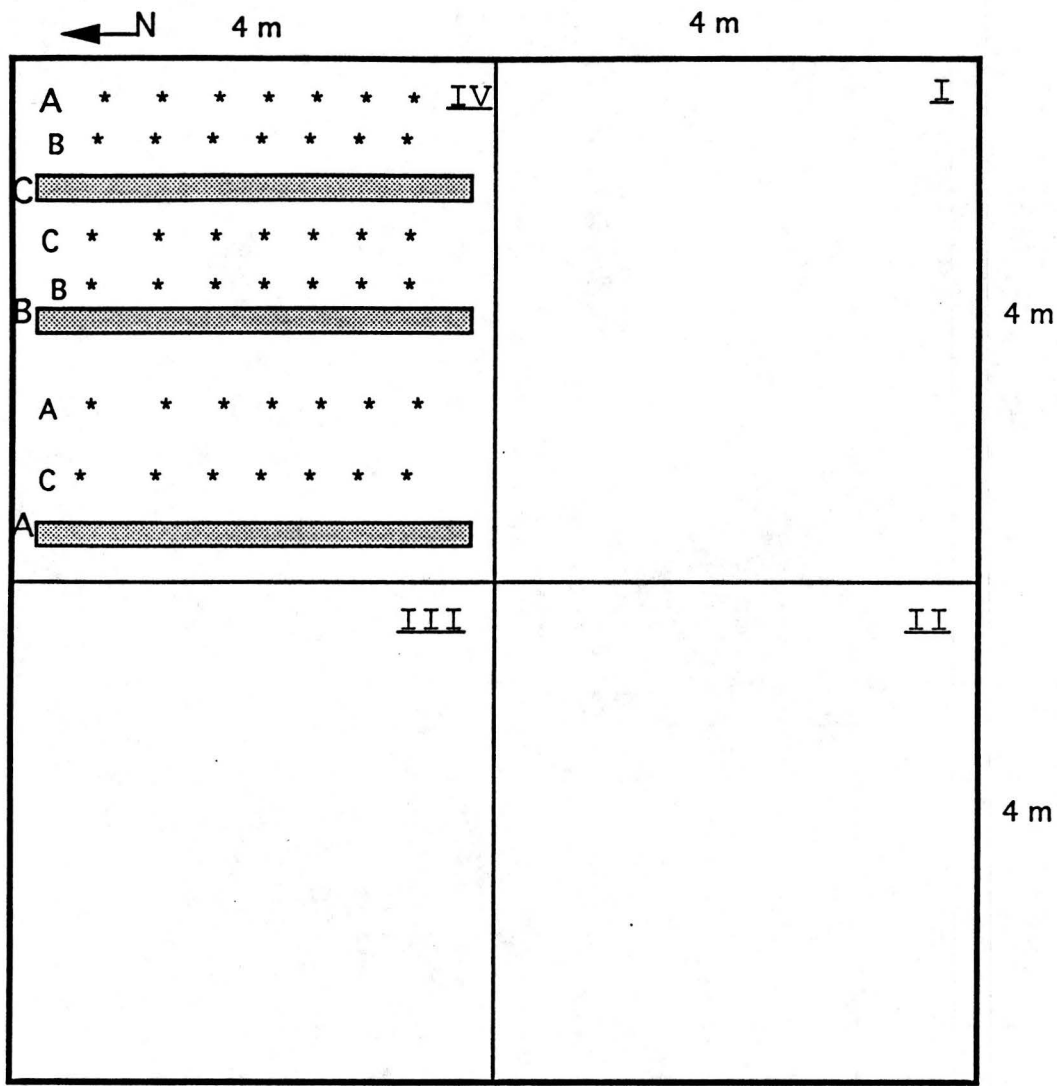 N 4 m 4 m
A * * * * * * * IV I
B * * * * * * *
C
C * * * * * * *
B * * * * * * *
B 4 m
A * * * * * * *
C * * * * * * *
A
III II
4 m